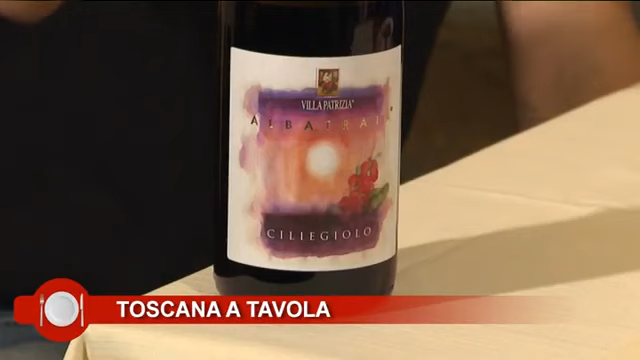 VILLA PATRIZIA®
ALBATRAIA
CILIEGIOLO
TOSCANA A TAVOLA